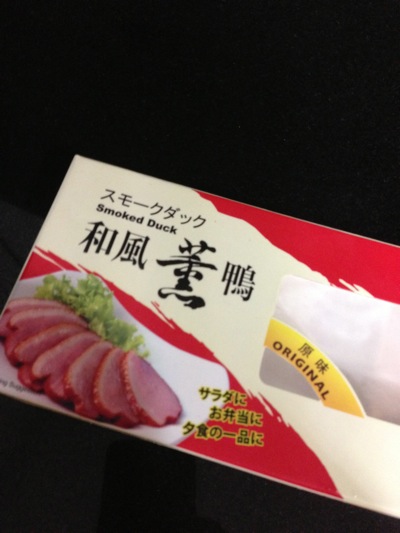 スモークダック
Smoked Duck
和風薫鴨
原味
ORIGINAL
サラダに
お弁当に
夕食の一品に